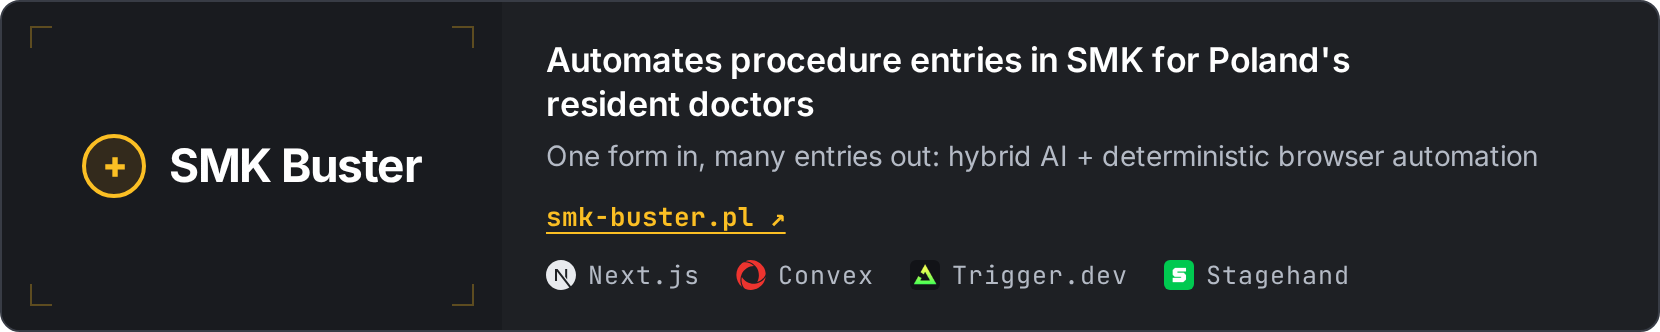 SMK Buster
Automates procedure entries in SMK for Poland's
resident doctors
One form in, many entries out: hybrid AI + deterministic browser automation
smk-buster.pl ↗
Next.js Convex Trigger.dev Stagehand